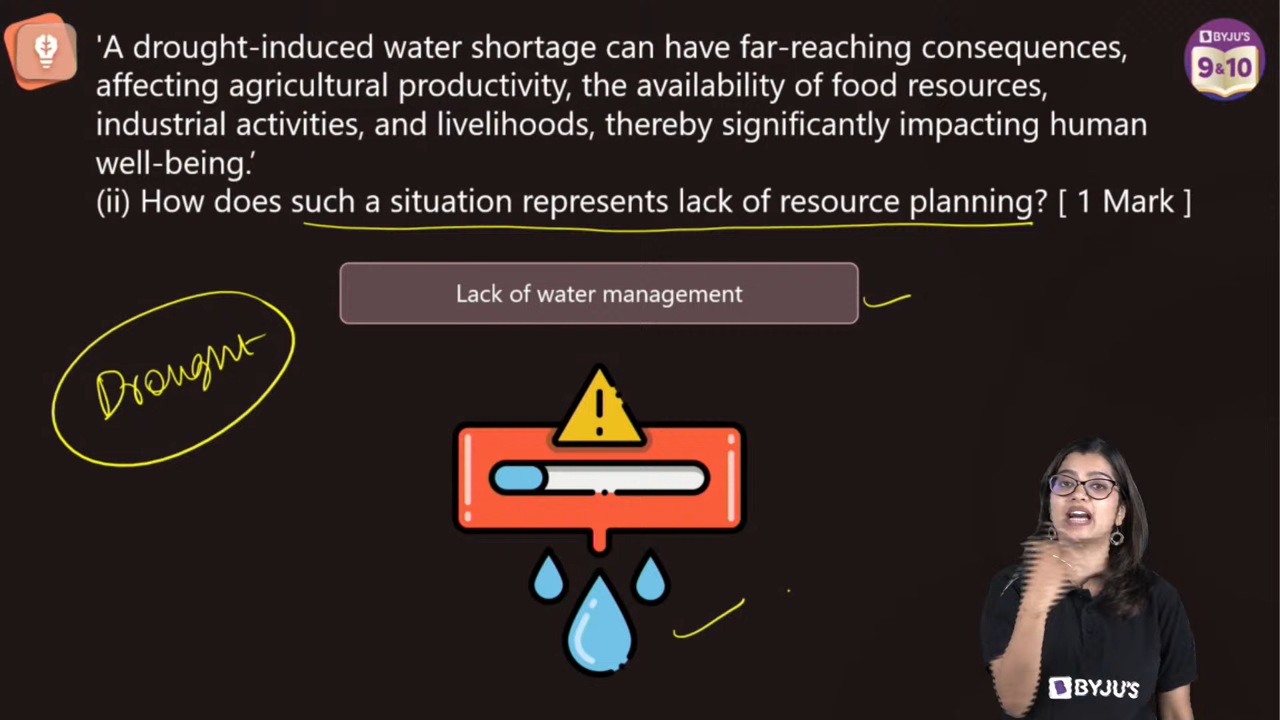 'A drought-induced water shortage can have far-reaching consequences,
affecting agricultural productivity, the availability of food resources,
industrial activities, and livelihoods, thereby significantly impacting human
well-being.'
(ii) How does such a situation represents lack of resource planning? [ 1 Mark ]
BYJU'S
9&10
Lack of water management
Drought
BYJU'S